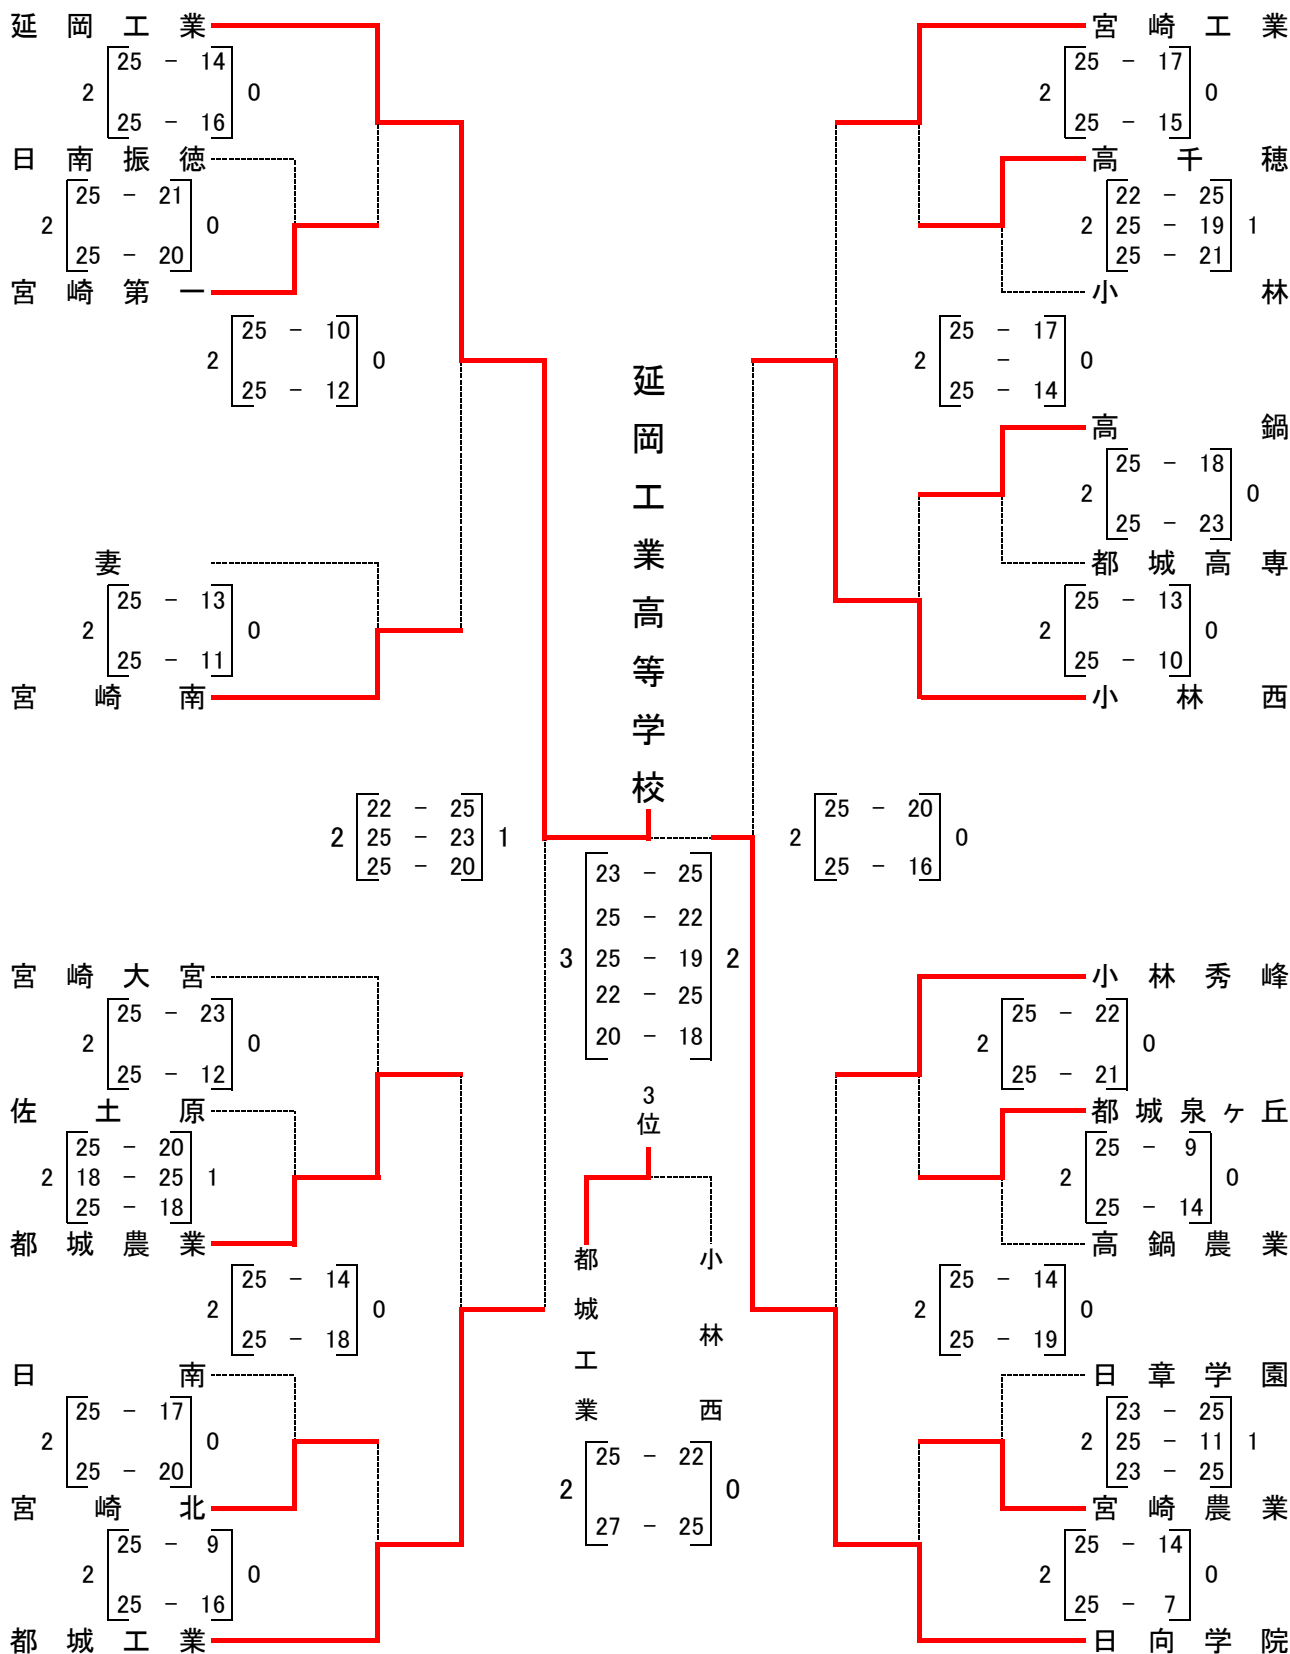 延岡工業
25 - 14
2 0
25 - 16
日南振徳
25 - 21
2 0
25 - 20
宮崎第一
25 - 10
2 0
25 - 12
妻
25 - 13
2 0
25 - 11
宮崎南
22 - 25
2 25 - 23 1
25 - 20
宮崎大宮
25 - 23
2 0
25 - 12
佐土原
25 - 20
2 18 - 25 1
25 - 18
都城農業
25 - 14
2 0
25 - 18
日南
25 - 17
2 0
25 - 20
宮崎北
25 - 9
2 0
25 - 16
都城工業
延岡工業高等学校
23 - 25
25 - 22
3 25 - 19 2
22 - 25
20 - 18
3位
都城工業
小林西
25 - 22
2 0
27 - 25
宮崎工業
25 - 17
2 0
25 - 15
高千穂
22 - 25
2 25 - 19 1
25 - 21
小林
25 - 17
2 - 0
25 - 14
高鍋
25 - 18
2 0
25 - 23
都城高専
25 - 13
2 0
25 - 10
小林西
25 - 20
2 0
25 - 16
小林秀峰
25 - 22
2 0
25 - 21
都城泉ヶ丘
25 - 9
2 0
25 - 14
高鍋農業
25 - 14
2 0
25 - 19
日章学園
23 - 25
2 25 - 11 1
23 - 25
宮崎農業
25 - 14
2 0
25 - 7
日向学院